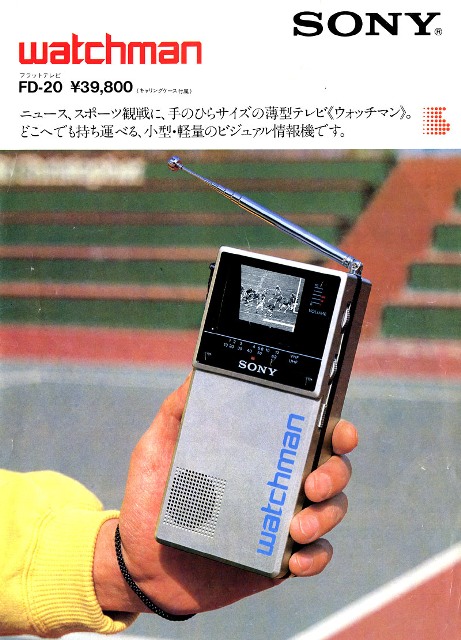 SONY®
watchman
フラットテレビ
FD-20 ¥39,800 (キャリングケース付属)
ニュース、スポーツ観戦に、手のひらサイズの薄型テレビ《ウォッチマン》。
どこへでも持ち運べる、小型・軽量のビジュアル情報機です。
VOLUME
VHF
UHF
SONY
watchman